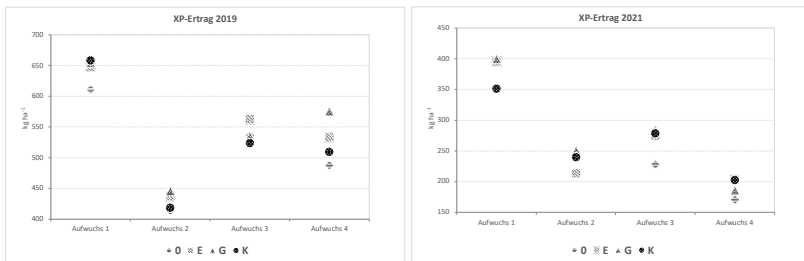 XP-Ertrag 2019
700
650
600
550
500
450
400
kg ha⁻¹
Aufwuchs 1 Aufwuchs 2 Aufwuchs 3 Aufwuchs 4
0 E G K
XP-Ertrag 2021
450
400
350
300
250
200
150
kg ha⁻¹
Aufwuchs 1 Aufwuchs 2 Aufwuchs 3 Aufwuchs 4
0 E G K